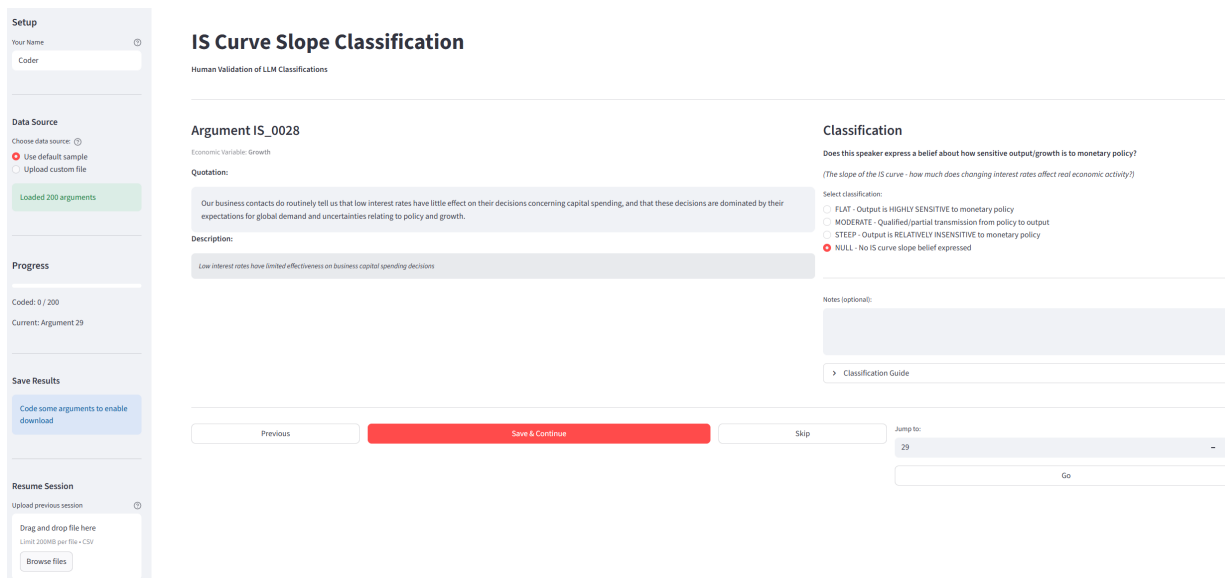 Setup
Your Name
Coder
Data Source
Choose data source:
Use default sample
Upload custom file
Loaded 200 arguments
Progress
Coded: 0 / 200
Current: Argument 29
Save Results
Code some arguments to enable
download
Resume Session
Upload previous session
Drag and drop file here
Limit 200MB per file • CSV
Browse files
IS Curve Slope Classification
Human Validation of LLM Classifications
Argument IS_0028
Economic Variable: Growth
Quotation:
Our business contacts do routinely tell us that low interest rates have little effect on their decisions concerning capital spending, and that these decisions are dominated by their
expectations for global demand and uncertainties relating to policy and growth.
Description:
Low interest rates have limited effectiveness on business capital spending decisions
Classification
Does this speaker express a belief about how sensitive output/growth is to monetary policy?
(The slope of the IS curve - how much does changing interest rates affect real economic activity?)
Select classification:
FLAT - Output is HIGHLY SENSITIVE to monetary policy
MODERATE - Qualified/partial transmission from policy to output
STEEP - Output is RELATIVELY INSENSITIVE to monetary policy
NULL - No IS curve slope belief expressed
Notes (optional):
Classification Guide
Previous
Save & Continue
Skip
Jump to:
29
Go